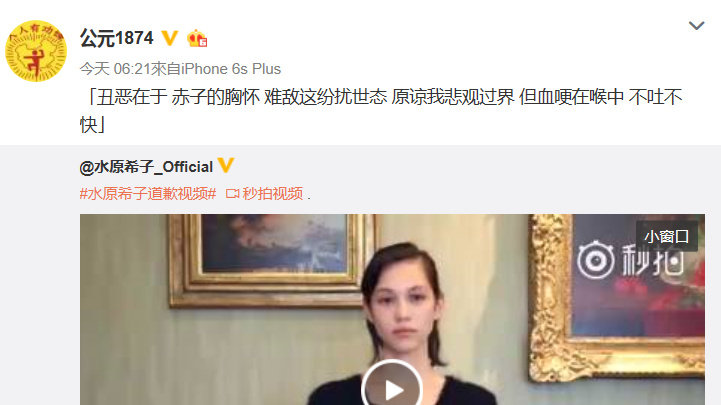 公元1874
今天 06:21来自iPhone 6s Plus
「丑恶在于 赤子的胸怀 难敌这纷扰世态 原谅我悲观过界 但血哽在喉中 不吐不
快」
@水原希子_Official
#水原希子道歉视频# 秒拍视频 .
小窗口
秒拍